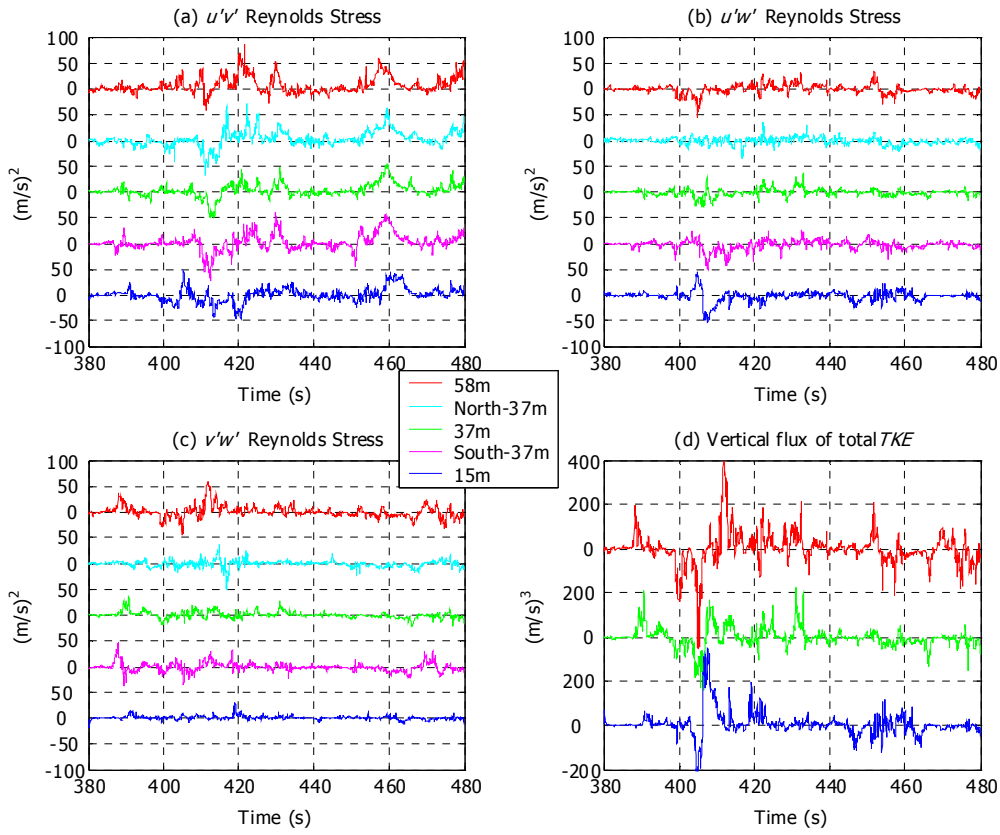 (a) u'v' Reynolds Stress
100
50
0
50
0
50
0
50
0
50
0
-50
-100
(m/s)²
380 400 420 440 460 480
Time (s)
(b) u'w' Reynolds Stress
100
50
0
50
0
50
0
50
0
50
0
-50
-100
(m/s)²
380 400 420 440 460 480
Time (s)
58m
North-37m
37m
South-37m
15m
(c) v'w' Reynolds Stress
100
50
0
50
0
50
0
50
0
50
0
-50
-100
(m/s)²
380 400 420 440 460 480
Time (s)
(d) Vertical flux of total TKE
400
200
0
200
0
200
0
-200
(m/s)³
380 400 420 440 460 480
Time (s)